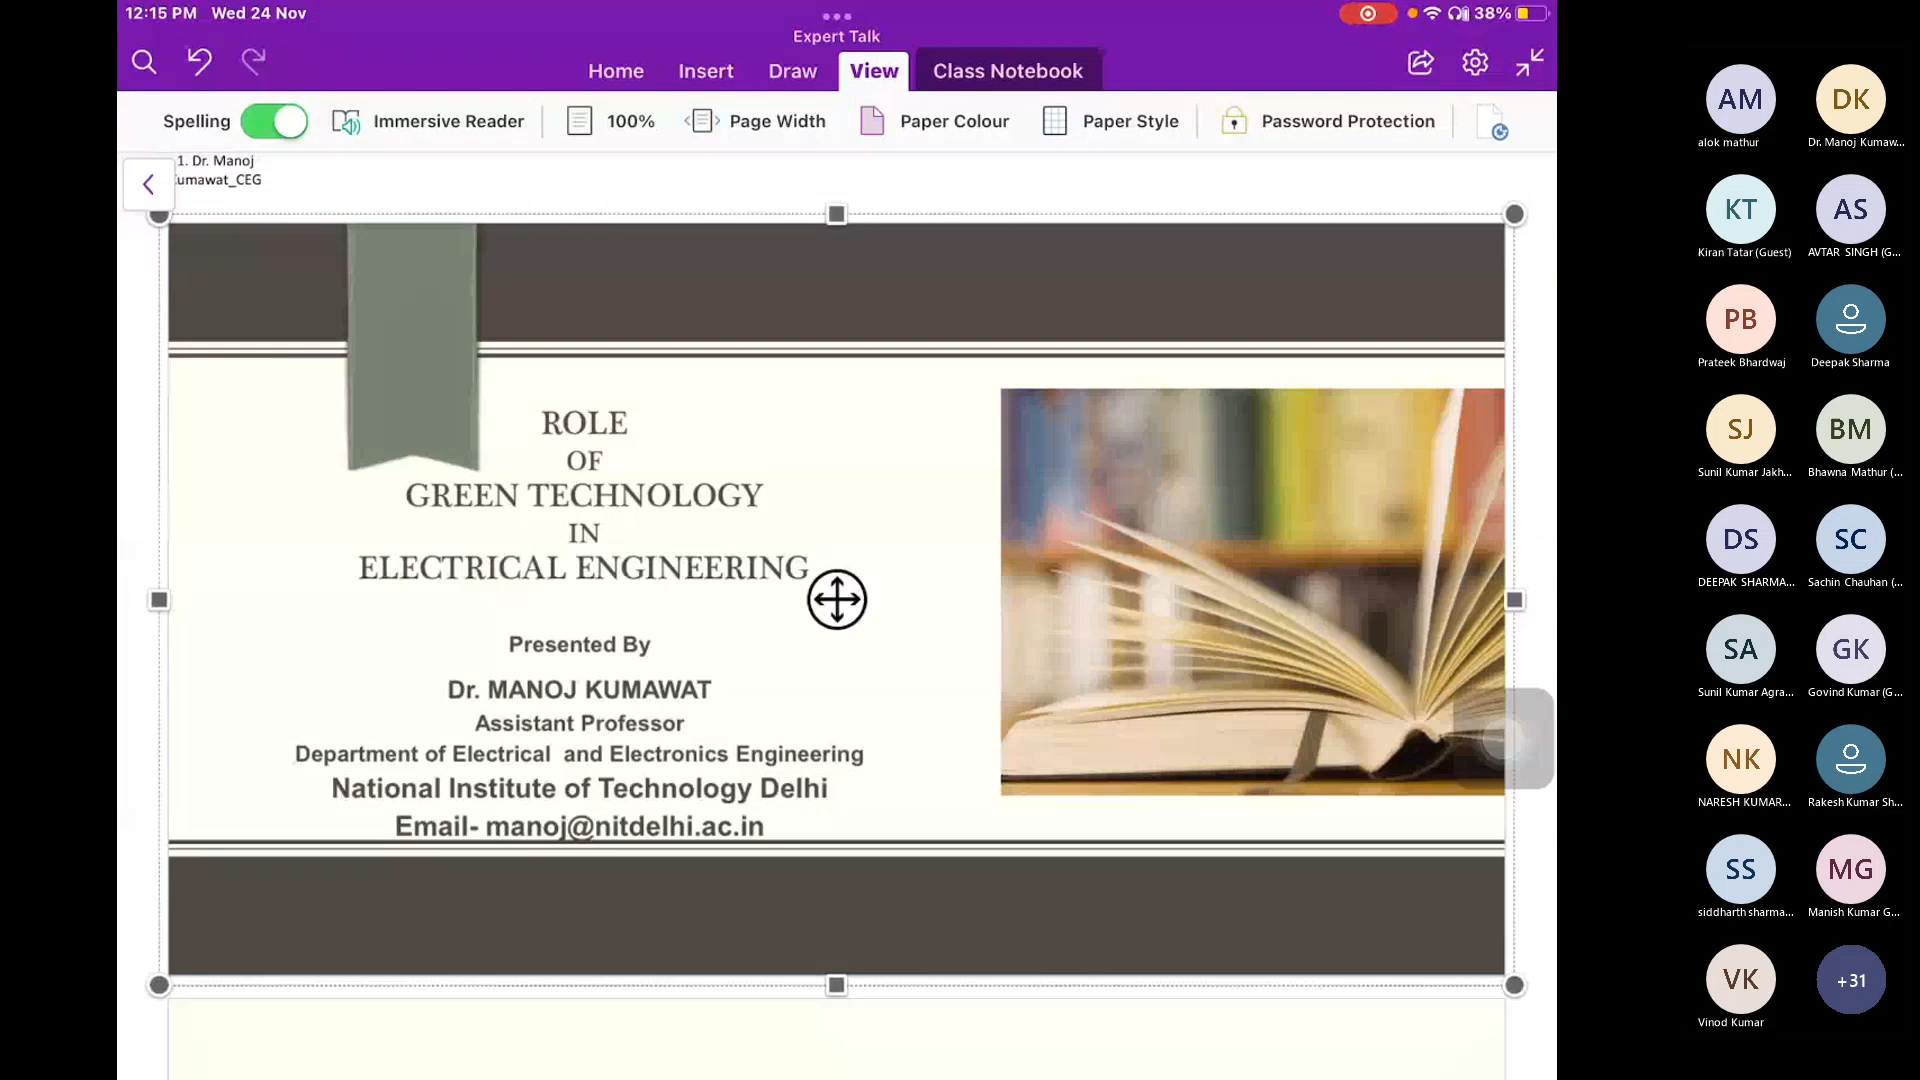 12:15 PM Wed 24 Nov
38%
Expert Talk
Home Insert Draw View Class Notebook
Spelling Immersive Reader 100% Page Width Paper Colour Paper Style Password Protection
1. Dr. Manoj
Kumawat_CEG
ROLE
OF
GREEN TECHNOLOGY
IN
ELECTRICAL ENGINEERING
Presented By
Dr. MANOJ KUMAWAT
Assistant Professor
Department of Electrical and Electronics Engineering
National Institute of Technology Delhi
Email- manoj@nitdelhi.ac.in
AM DK
alok mathur Dr. Manoj Kumaw...
KT AS
Kiran Tatar (Guest) AVTAR SINGH (G...
PB
Prateek Bhardwaj Deepak Sharma
SJ BM
Sunil Kumar Jakh... Bhawna Mathur (...
DS SC
DEEPAK SHARMA... Sachin Chauhan (...
SA GK
Sunil Kumar Agra... Govind Kumar (G...
NK
NARESH KUMAR... Rakesh Kumar Sh...
SS MG
siddharth sharma... Manish Kumar G...
VK +31
Vinod Kumar